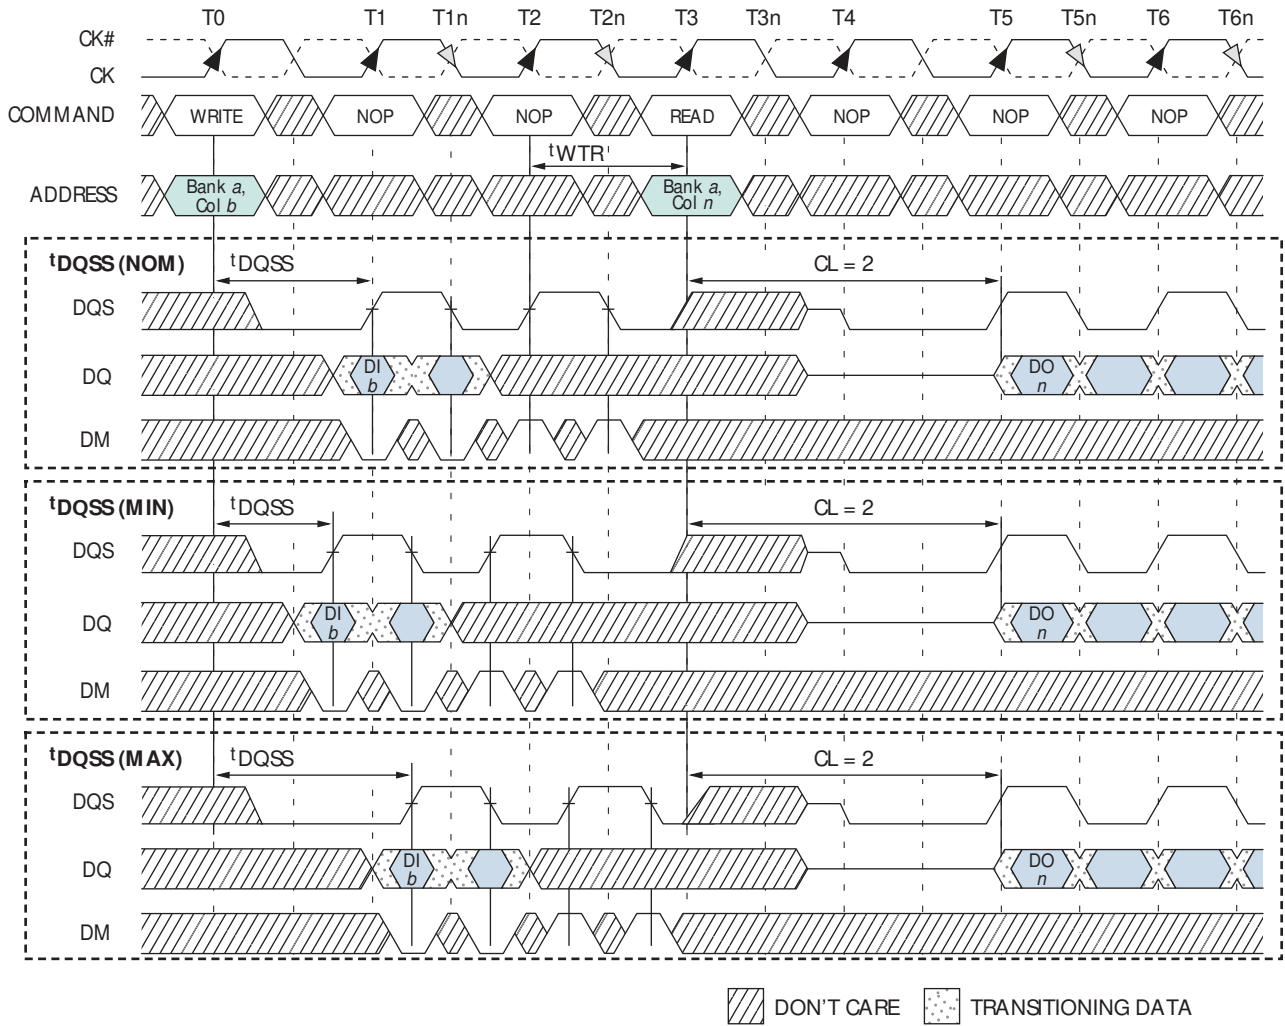 T0 T1 T1n T2 T2n T3 T3n T4 T5 T5n T6 T6n
CK#
CK
COMMAND WRITE NOP NOP READ NOP NOP NOP
tWTR
ADDRESS Bank a, Col b Bank a, Col n
tDQSS (NOM) tDQSS CL = 2
DQS
DQ DI b DO n
DM
tDQSS (MIN) tDQSS CL = 2
DQS
DQ DI b DO n
DM
tDQSS (MAX) tDQSS CL = 2
DQS
DQ DI b DO n
DM
DON'T CARE TRANSITIONING DATA